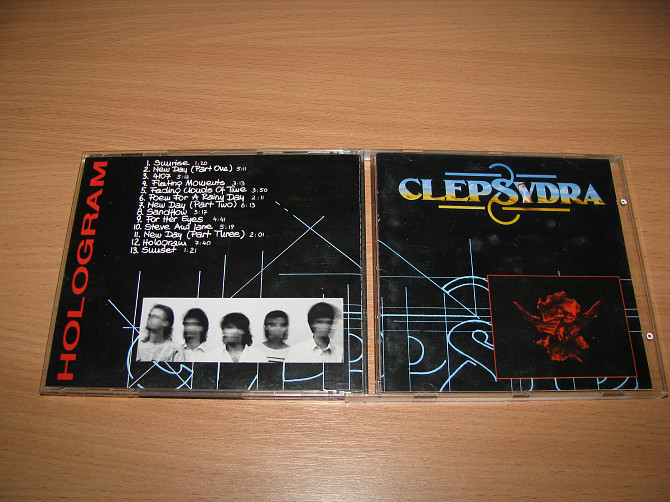 HOLOGRAM
1. Sunrise 1:20
2. New Day (Part One) 5:11
3. 4107 5:12
4. Fleeting Moments 7:13
5. Fading Clouds Of Time 3:50
6. Poem For A Rainy Day 2:11
7. New Day (Part Two) 6:13
8. Sandflow 3:17
9. For Her Eyes 4:41
10. Steve And Jane 5:19
11. New Day (Part Three) 2:01
12. Hologram 7:40
13. Sunset 1:21
CLEPSYDRA